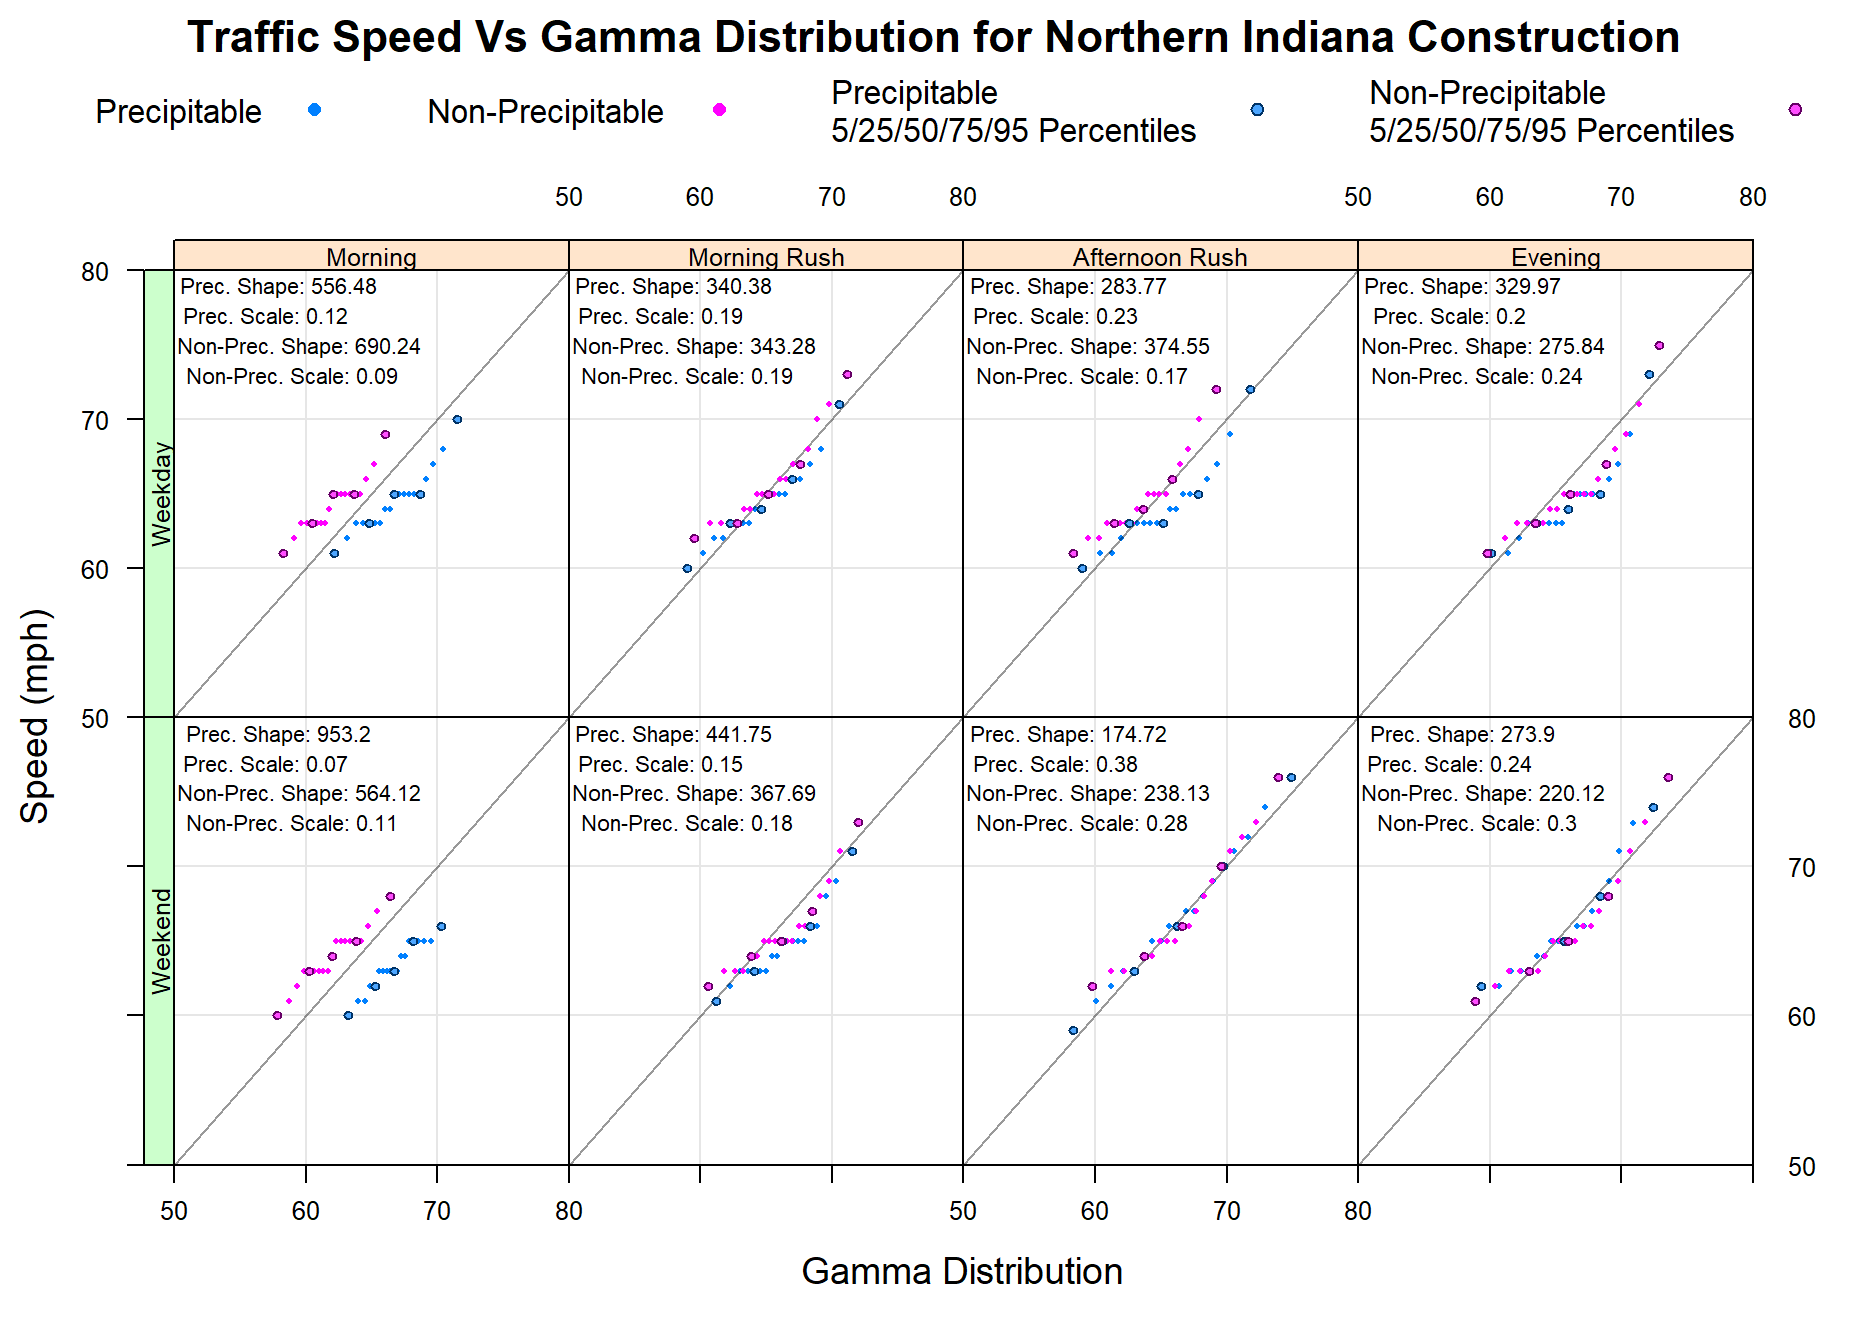 Traffic Speed Vs Gamma Distribution for Northern Indiana Construction
Precipitable
Non-Precipitable
Precipitable
5/25/50/75/95 Percentiles
Non-Precipitable
5/25/50/75/95 Percentiles
50 60 70 80 50 60 70 80
Morning
Morning Rush
Afternoon Rush
Evening
80
70
60
50
Weekday
Prec. Shape: 556.48
Prec. Scale: 0.12
Non-Prec. Shape: 690.24
Non-Prec. Scale: 0.09
Prec. Shape: 340.38
Prec. Scale: 0.19
Non-Prec. Shape: 343.28
Non-Prec. Scale: 0.19
Prec. Shape: 283.77
Prec. Scale: 0.23
Non-Prec. Shape: 374.55
Non-Prec. Scale: 0.17
Prec. Shape: 329.97
Prec. Scale: 0.2
Non-Prec. Shape: 275.84
Non-Prec. Scale: 0.24
Speed (mph)
Weekend
Prec. Shape: 953.2
Prec. Scale: 0.07
Non-Prec. Shape: 564.12
Non-Prec. Scale: 0.11
Prec. Shape: 441.75
Prec. Scale: 0.15
Non-Prec. Shape: 367.69
Non-Prec. Scale: 0.18
Prec. Shape: 174.72
Prec. Scale: 0.38
Non-Prec. Shape: 238.13
Non-Prec. Scale: 0.28
Prec. Shape: 273.9
Prec. Scale: 0.24
Non-Prec. Shape: 220.12
Non-Prec. Scale: 0.3
80
70
60
50
50 60 70 80 50 60 70 80
Gamma Distribution